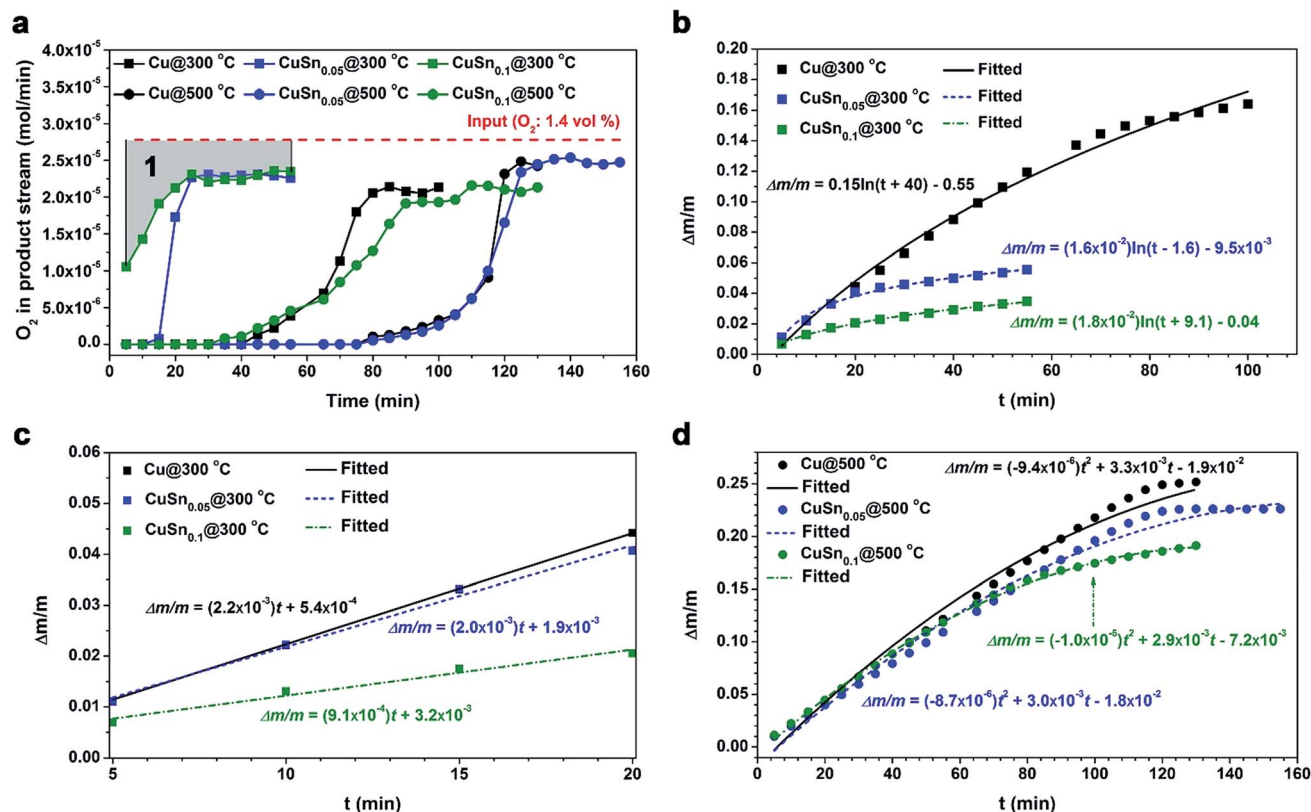 a
4.0x10⁻⁵
3.5x10⁻⁵
3.0x10⁻⁵
2.5x10⁻⁵
2.0x10⁻⁵
1.5x10⁻⁵
1.0x10⁻⁵
5.0x10⁻⁶
0.0
O₂ in product stream (mol/min)
Cu@300 °C CuSn₀.₀₅@300 °C CuSn₀.₁@300 °C
Cu@500 °C CuSn₀.₀₅@500 °C CuSn₀.₁@500 °C
Input (O₂: 1.4 vol %)
1
0 20 40 60 80 100 120 140 160
Time (min)
b
0.20
0.18
0.16
0.14
0.12
0.10
0.08
0.06
0.04
0.02
0.00
Δm/m
Cu@300 °C Fitted
CuSn₀.₀₅@300 °C Fitted
CuSn₀.₁@300 °C Fitted
Δm/m = 0.15ln(t + 40) - 0.55
Δm/m = (1.6x10⁻²)ln(t - 1.6) - 9.5x10⁻³
Δm/m = (1.8x10⁻²)ln(t + 9.1) - 0.04
0 20 40 60 80 100
t (min)
c
0.06
0.05
0.04
0.03
0.02
0.01
0.00
Δm/m
Cu@300 °C Fitted
CuSn₀.₀₅@300 °C Fitted
CuSn₀.₁@300 °C Fitted
Δm/m = (2.2x10⁻³)t + 5.4x10⁻⁴
Δm/m = (2.0x10⁻³)t + 1.9x10⁻³
Δm/m = (9.1x10⁻⁴)t + 3.2x10⁻³
5 10 15 20
t (min)
d
0.25
0.20
0.15
0.10
0.05
0.00
Δm/m
Cu@500 °C
Fitted
CuSn₀.₀₅@500 °C
Fitted
CuSn₀.₁@500 °C
Fitted
Δm/m = (-9.4x10⁻⁶)t² + 3.3x10⁻³t - 1.9x10⁻²
Δm/m = (-1.0x10⁻⁵)t² + 2.9x10⁻³t - 7.2x10⁻³
Δm/m = (-8.7x10⁻⁶)t² + 3.0x10⁻³t - 1.8x10⁻²
0 20 40 60 80 100 120 140 160
t (min)